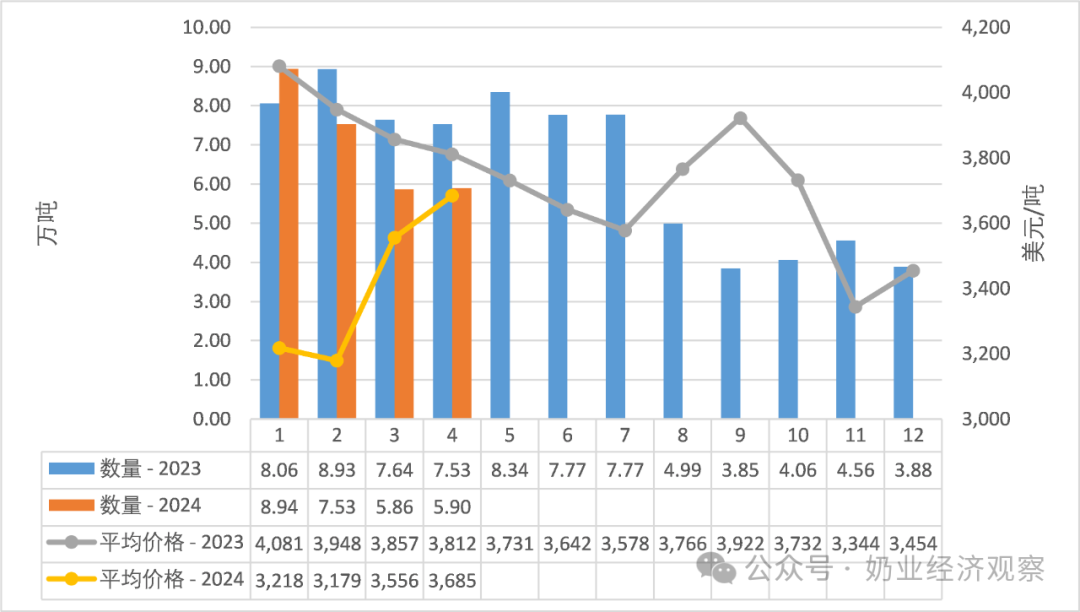 10.00 4,200
9.00 4,000
8.00
7.00 3,800
6.00
万吨 5.00 3,600 美元/吨
4.00 3,400
3.00
2.00 3,200
1.00
0.00 3,000
1 2 3 4 5 6 7 8 9 10 11 12
数量 - 2023 8.06 8.93 7.64 7.53 8.34 7.77 7.77 4.99 3.85 4.06 4.56 3.88
数量 - 2024 8.94 7.53 5.86 5.90
平均价格 - 2023 4,081 3,948 3,857 3,812 3,731 3,642 3,578 3,766 3,922 3,732 3,344 3,454
平均价格 - 2024 3,218 3,179 3,556 3,685
公众号 · 奶业经济观察